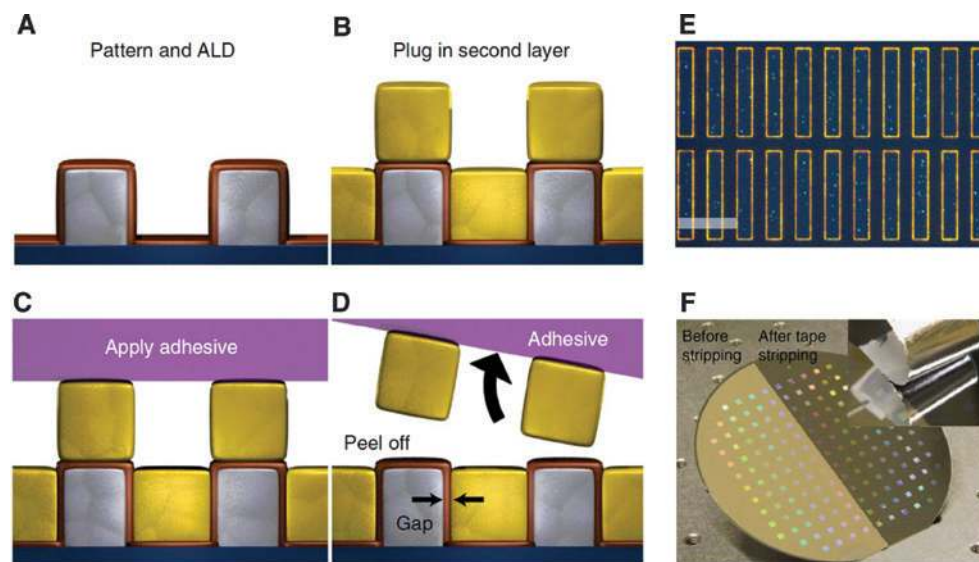 A
Pattern and ALD
B
Plug in second layer
C
Apply adhesive
D
Adhesive
Peel off
Gap
E
F
Before
stripping
After tape
stripping